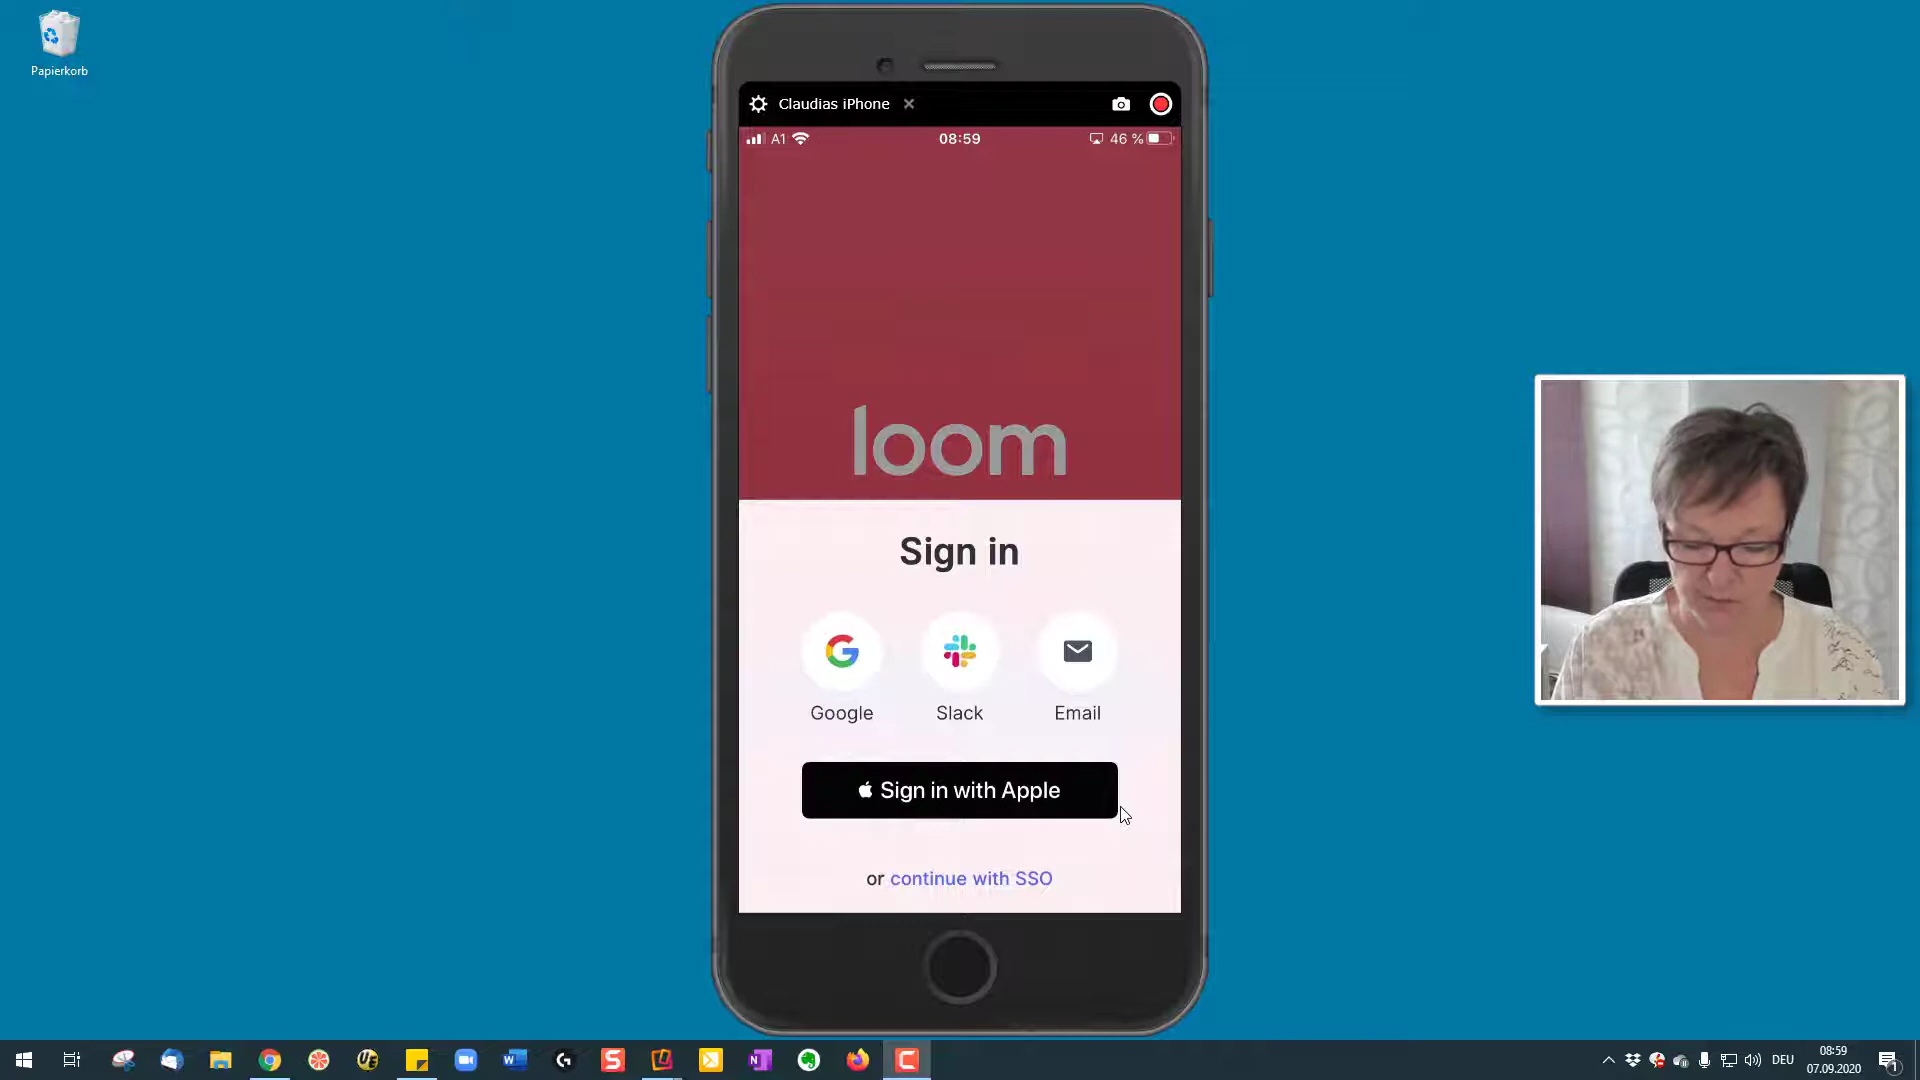 Papierkorb
Claudias iPhone
A1
08:59
46 %
loom
Sign in
Google
Slack
Email
Sign in with Apple
or continue with SSO
DEU
08:59
07.09.2020
1